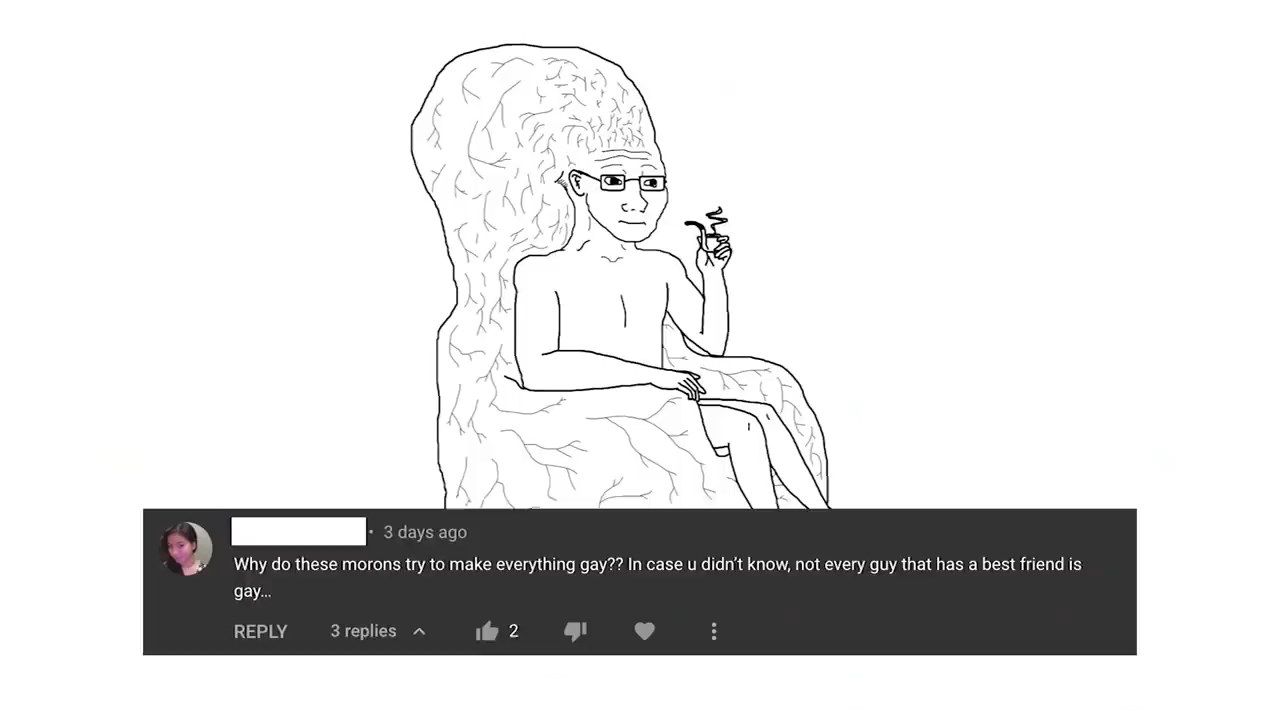 · 3 days ago
Why do these morons try to make everything gay?? In case u didn't know, not every guy that has a best friend is
gay...
REPLY 3 replies 2